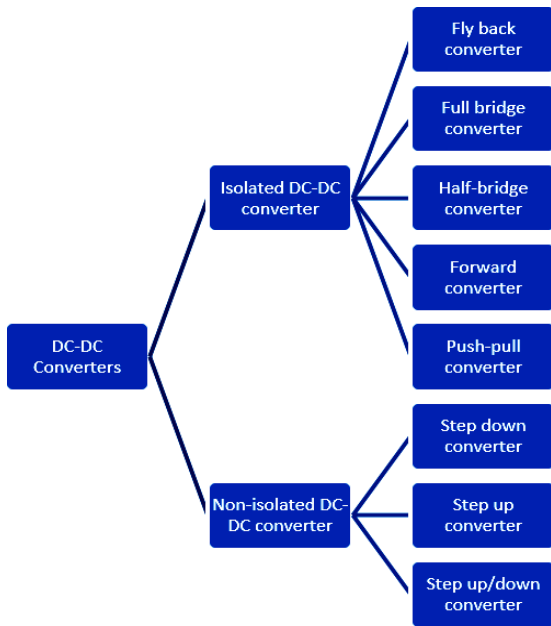 Fly back
converter
Full bridge
converter
Isolated DC-DC
converter
Half-bridge
converter
Forward
converter
DC-DC
Converters
Push-pull
converter
Step down
converter
Non-isolated DC-
DC converter
Step up
converter
Step up/down
converter